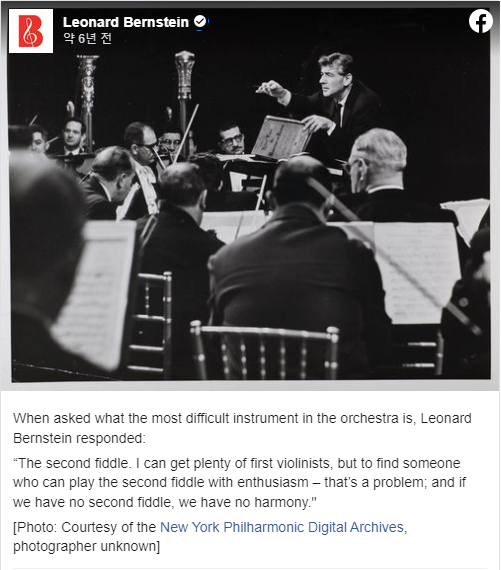 Leonard Bernstein
약 6년 전
When asked what the most difficult instrument in the orchestra is, Leonard
Bernstein responded:
“The second fiddle. I can get plenty of first violinists, but to find someone
who can play the second fiddle with enthusiasm – that’s a problem; and if
we have no second fiddle, we have no harmony."
[Photo: Courtesy of the New York Philharmonic Digital Archives,
photographer unknown]